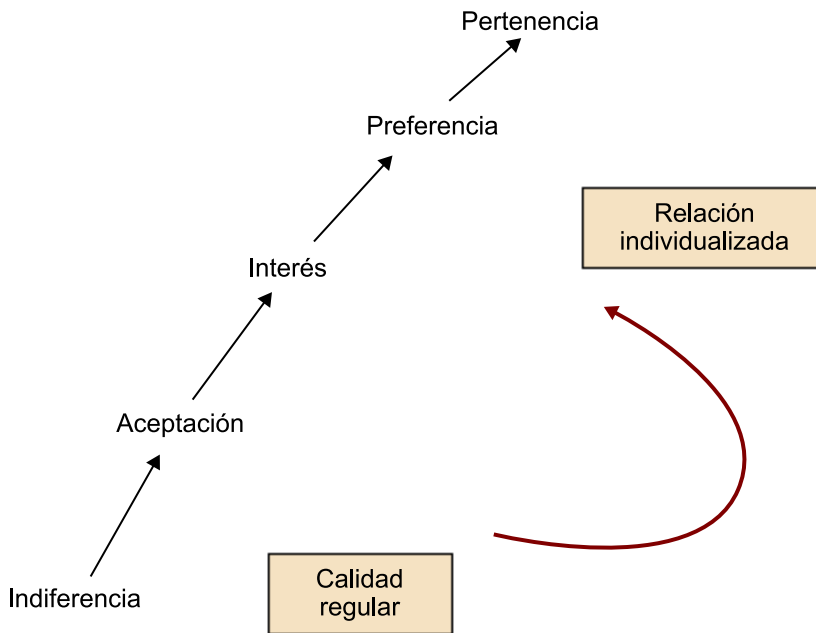 Pertenencia
Preferencia
Relación
individualizada
Interés
Aceptación
Calidad
regular
Indiferencia